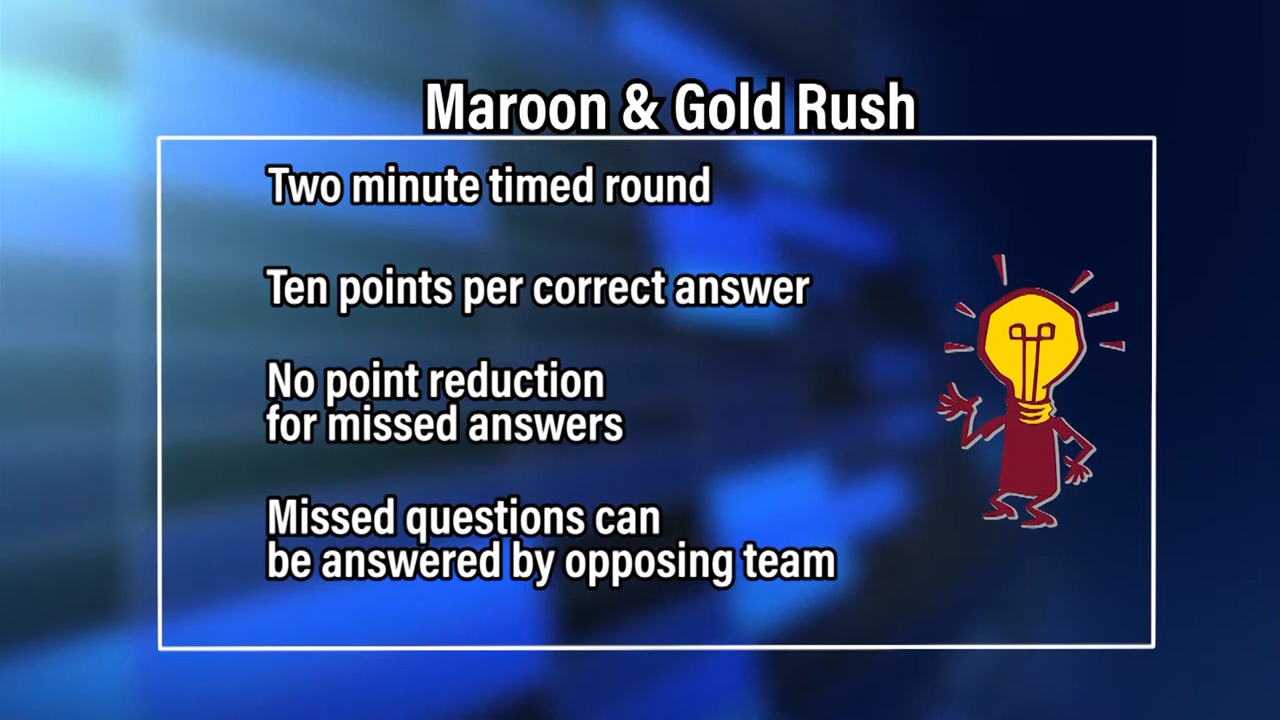 Maroon & Gold Rush
Two minute timed round
Ten points per correct answer
No point reduction
for missed answers
Missed questions can
be answered by opposing team